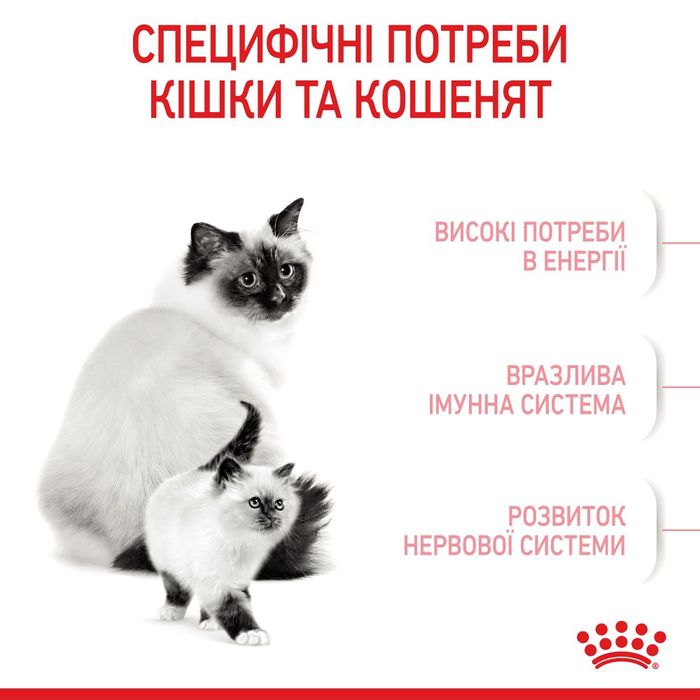 СПЕЦИФІЧНІ ПОТРЕБИ
КІШКИ ТА КОШЕНЯТ
ВИСОКІ ПОТРЕБИ
В ЕНЕРГІЇ
ВРАЗЛИВА
ІМУННА СИСТЕМА
РОЗВИТОК
НЕРВОВОЇ СИСТЕМИ